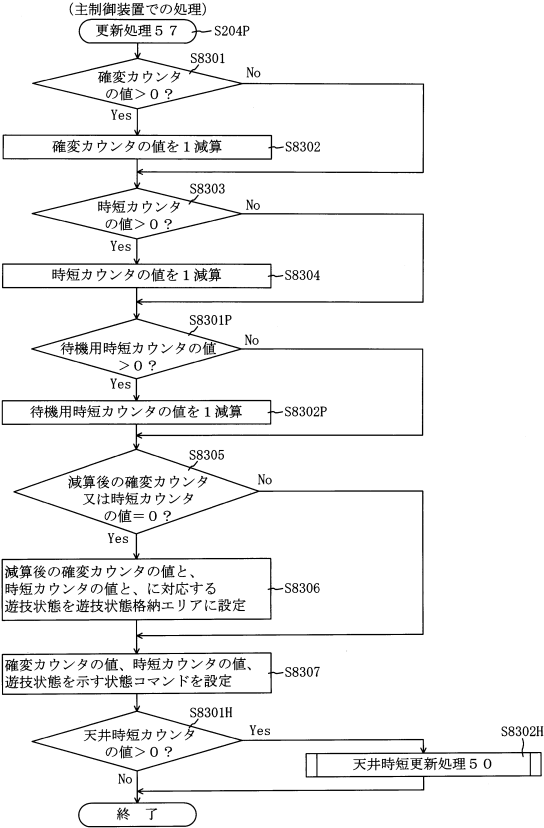 （主制御装置での処理）
更新処理５７
S204P
S8301
確変カウンタ
の値＞０？
No
Yes
確変カウンタの値を１減算
S8302
S8303
時短カウンタ
の値＞０？
No
Yes
時短カウンタの値を１減算
S8304
S8301P
待機用時短カウンタの値
＞０？
No
Yes
待機用時短カウンタの値を１減算
S8302P
S8305
減算後の確変カウンタ
又は時短カウンタ
の値＝０？
No
Yes
減算後の確変カウンタの値と、
時短カウンタの値と、に対応する
遊技状態を遊技状態格納エリアに設定
S8306
確変カウンタの値、時短カウンタの値、
遊技状態を示す状態コマンドを設定
S8307
S8301H
天井時短カウンタ
の値＞０？
Yes
No
S8302H
天井時短更新処理５０
終 了